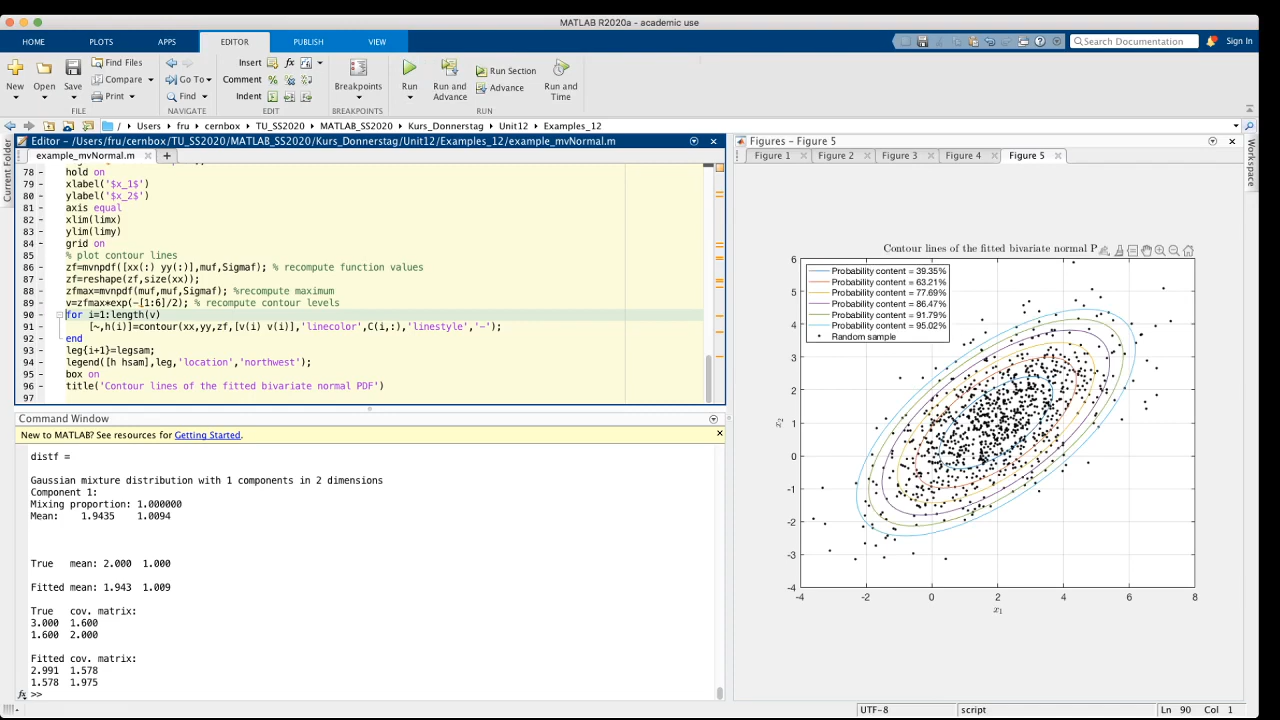 MATLAB R2020a - academic use
HOME PLOTS APPS EDITOR PUBLISH VIEW
Search Documentation Sign In
New Open Save Find Files Compare Print
Go To Find
Insert Comment Indent
Breakpoints
Run Run and Advance Run Section Advance Run and Time
FILE NAVIGATE EDIT BREAKPOINTS RUN
/ Users fru cernbox TU_SS2020 MATLAB_SS2020 Kurs_Donnerstag Unit12 Examples_12
Current Folder
Editor - /Users/fru/cernbox/TU_SS2020/MATLAB_SS2020/Kurs_Donnerstag/Unit12/Examples_12/example_mvNormal.m
example_mvNormal.m
78 - hold on
79 - xlabel('$x_1$')
80 - ylabel('$x_2$')
81 - axis equal
82 - xlim(limx)
83 - ylim(limy)
84 - grid on
85 % plot contour lines
86 - zf=mvnpdf([xx(:) yy(:)],muf,Sigmaf); % recompute function values
87 - zf=reshape(zf,size(xx));
88 - zfmax=mvnpdf(muf,muf,Sigmaf); %recompute maximum
89 - v=zfmax*exp(-[1:6]/2); % recompute contour levels
90 - for i=1:length(v)
91 - [~,h(i)]=contour(xx,yy,zf,[v(i) v(i)],'linecolor',C(i,:),'linestyle','-');
92 - end
93 - leg{i+1}=legsam;
94 - legend([h hsam],leg,'location','northwest');
95 - box on
96 - title('Contour lines of the fitted bivariate normal PDF')
97
Command Window
New to MATLAB? See resources for Getting Started.
distf =
Gaussian mixture distribution with 1 components in 2 dimensions
Component 1:
Mixing proportion: 1.000000
Mean: 1.9435 1.0094
True mean: 2.000 1.000
Fitted mean: 1.943 1.009
True cov. matrix:
3.000 1.600
1.600 2.000
Fitted cov. matrix:
2.991 1.578
1.578 1.975
fx >>
Figures - Figure 5
Figure 1 Figure 2 Figure 3 Figure 4 Figure 5
Workspace
Contour lines of the fitted bivariate normal P
Probability content = 39.35%
Probability content = 63.21%
Probability content = 77.69%
Probability content = 86.47%
Probability content = 91.79%
Probability content = 95.02%
Random sample
6
3
2
1
0
-1
-2
-3
-4
x2
-4 -2 0 2 4 6 8
x1
UTF-8 script Ln 90 Col 1